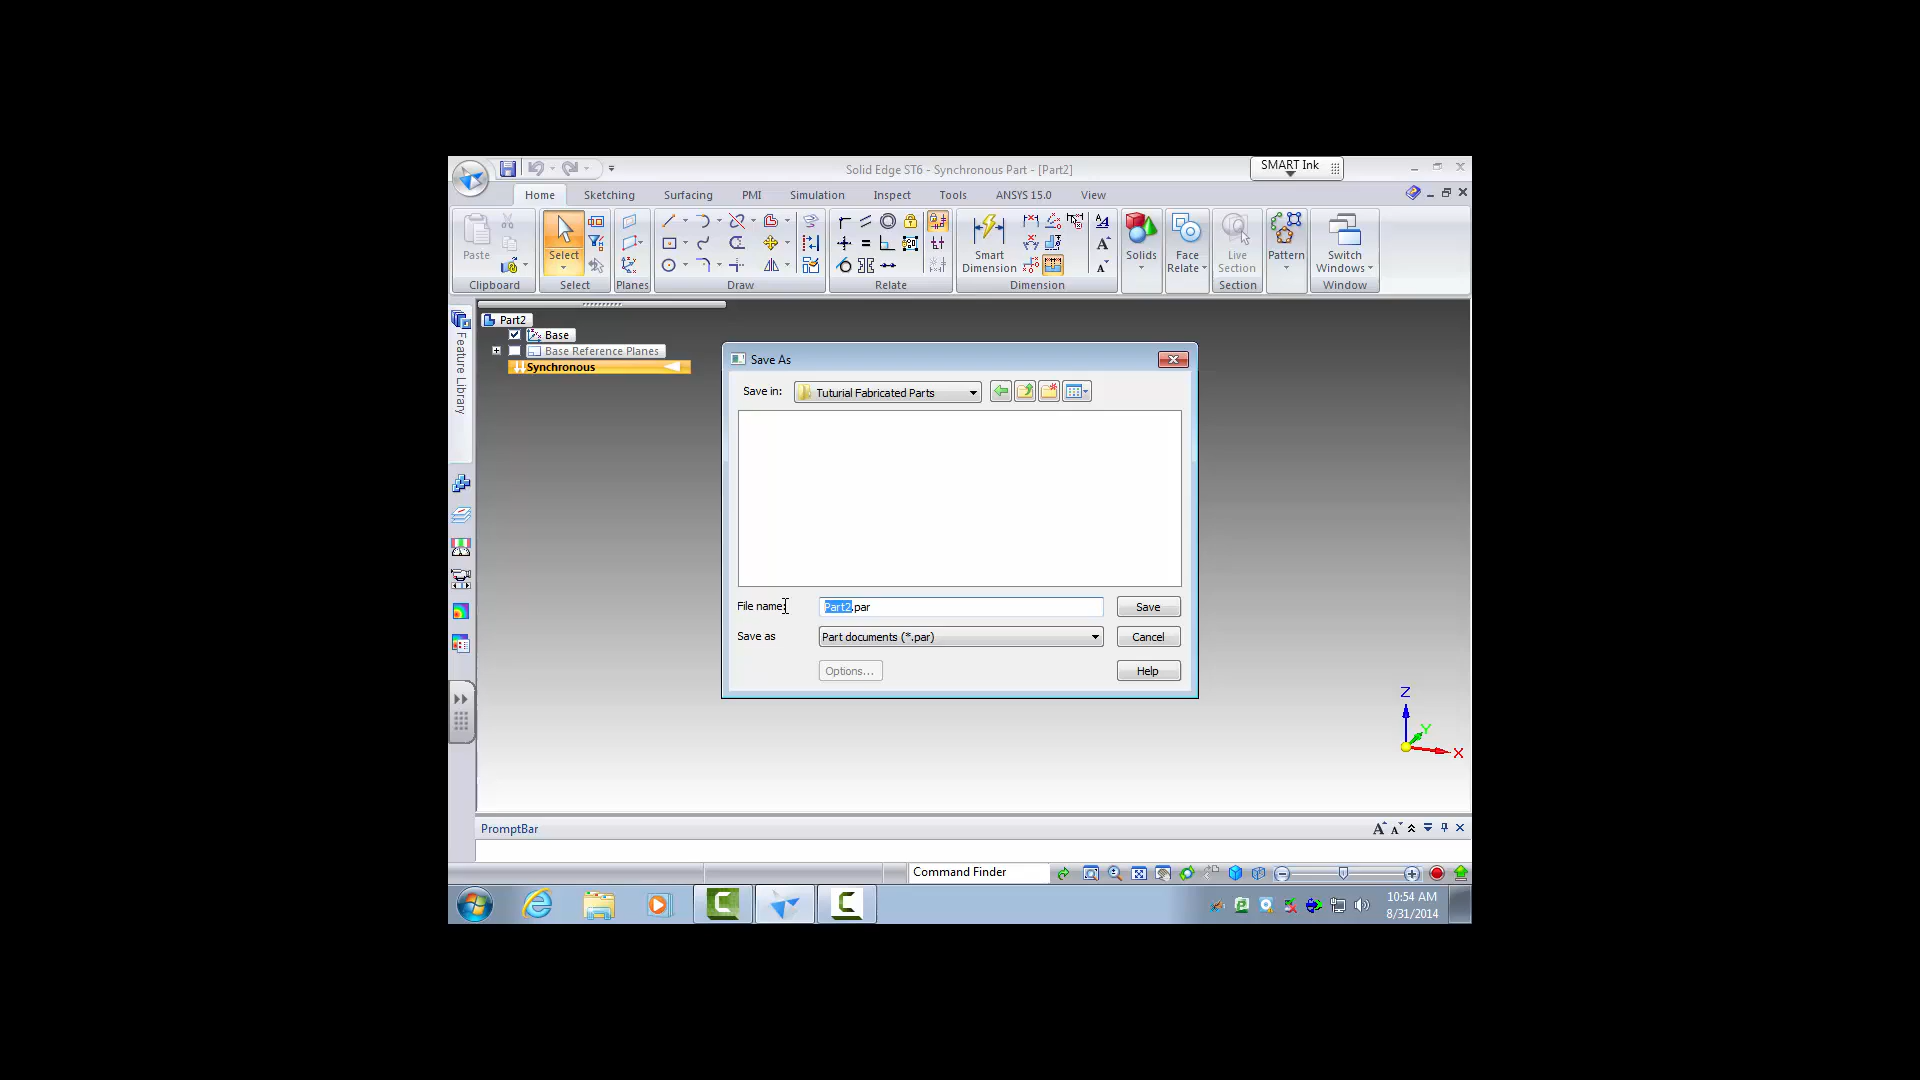 Solid Edge ST6 - Synchronous Part - [Part2]
SMART Ink
Home Sketching Surfacing PMI Simulation Inspect Tools ANSYS 15.0 View
Paste
Select
Smart
Dimension
Solids
Face
Relate
Live
Section
Pattern
Switch
Windows
Clipboard Select Planes Draw Relate Dimension Section Window
Feature Library
Part2
Base
Base Reference Planes
Synchronous
Save As
Save in: Tuturial Fabricated Parts
File name: Part2.par Save
Save as Part documents (*.par) Cancel
Options... Help
Z
Y
X
PromptBar
Command Finder
10:54 AM
8/31/2014